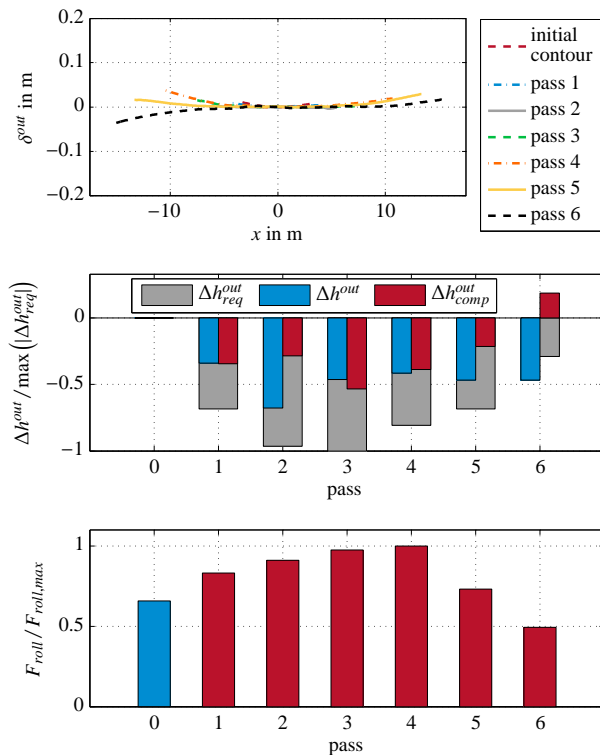 0.2
0.1
0
−0.1
−0.2
δ^out in m
−10
0
10
x in m
initial
contour
pass 1
pass 2
pass 3
pass 4
pass 5
pass 6
Δh^out_req
Δh^out
Δh^out_comp
0
−0.5
−1
Δh^out / max(|Δh^out_req|)
0 1 2 3 4 5 6
pass
1
0.5
0
F_roll / F_roll,max
0 1 2 3 4 5 6
pass